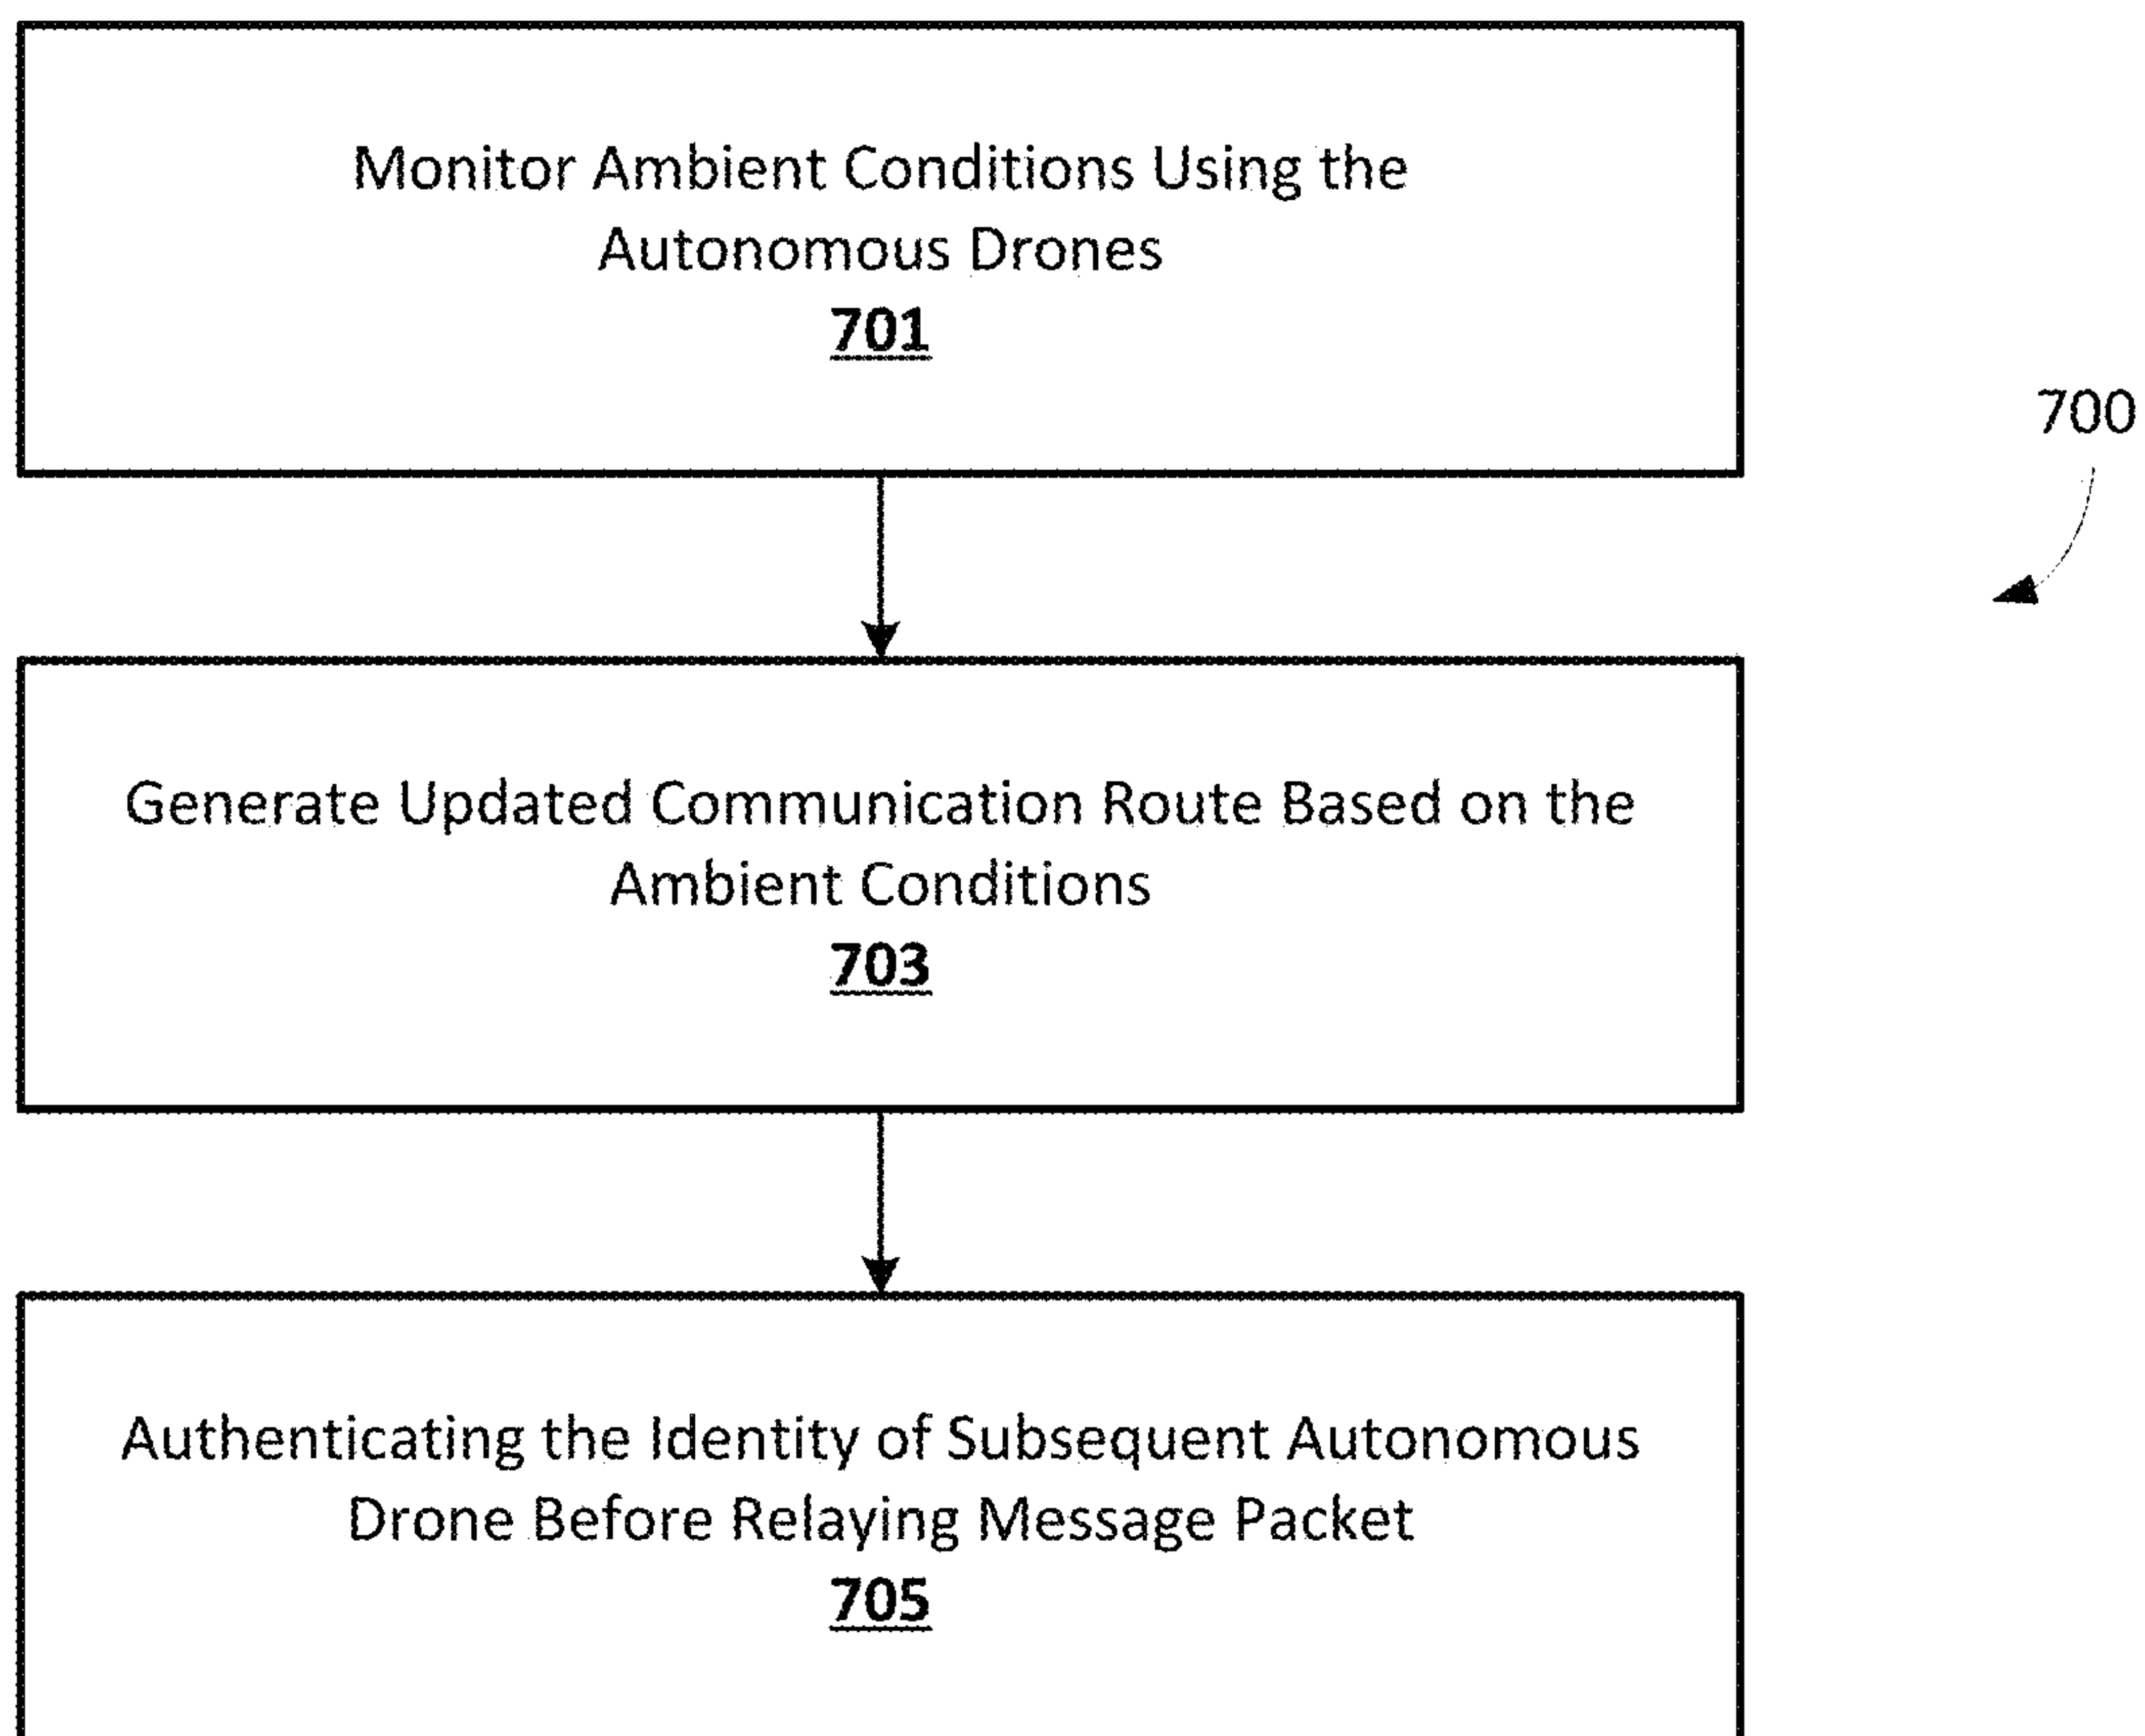 Monitor Ambient Conditions Using the
Autonomous Drones
701
700
Generate Updated Communication Route Based on the
Ambient Conditions
703
Authenticating the Identity of Subsequent Autonomous
Drone Before Relaying Message Packet
705